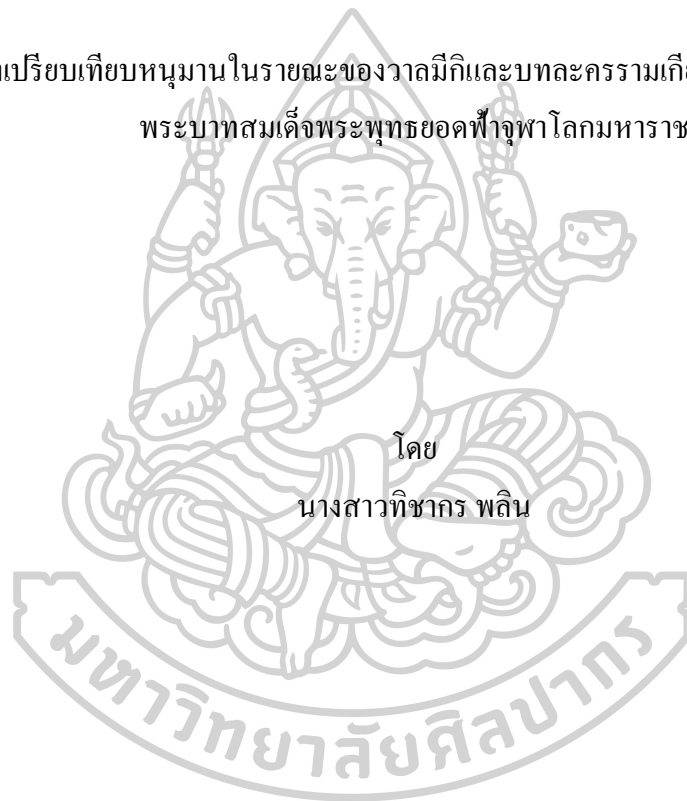 เปรียบเทียบหนุมานในรายณะของวาลมีกิและบทละครรามเกีย
พระบาทสมเด็จพระพุทธยอดฟ้าจุฬาโลกมหาราช
โดย
นางสาวทิชากร พลิน
มหาวิทยาลัยศิลปากร